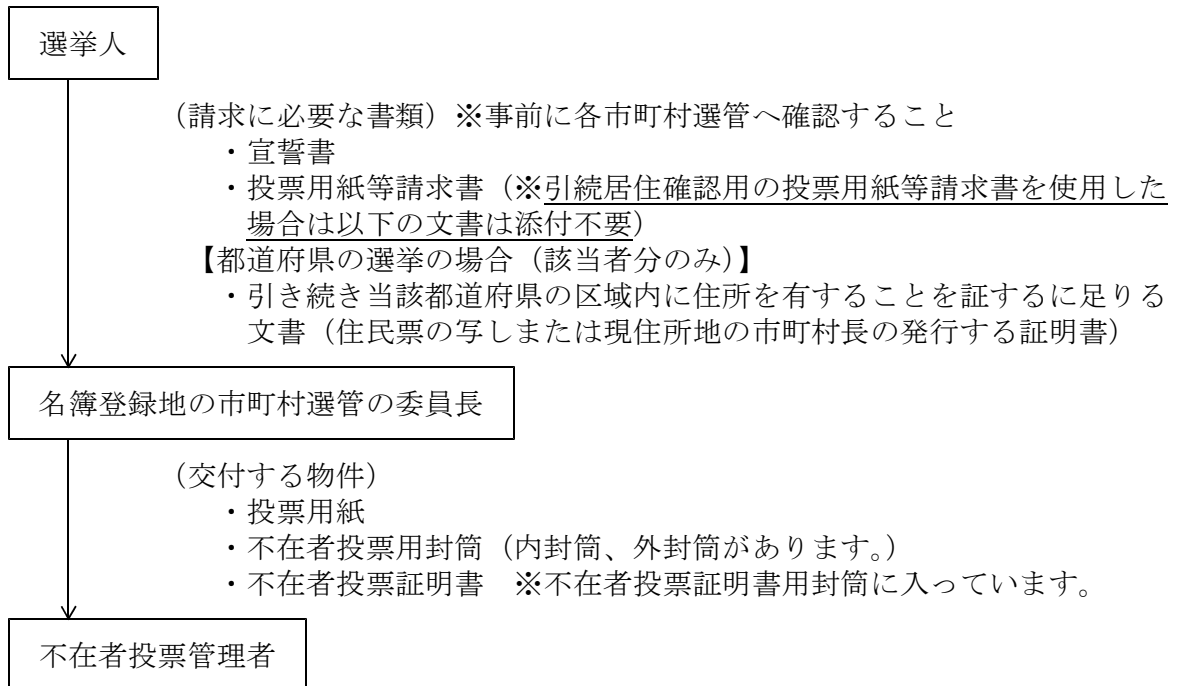 選挙人
(請求に必要な書類)※事前に各市町村選管へ確認すること
・宣誓書
・投票用紙等請求書(※引続居住確認用の投票用紙等請求書を使用した
場合は以下の文書は添付不要)
【都道府県の選挙の場合(該当者分のみ)】
・引き続き当該都道府県の区域内に住所を有することを証するに足りる
文書(住民票の写しまたは現住所地の市町村長の発行する証明書)
名簿登録地の市町村選管の委員長
(交付する物件)
・投票用紙
・不在者投票用封筒(内封筒、外封筒があります。)
・不在者投票証明書 ※不在者投票証明書用封筒に入っています。
不在者投票管理者